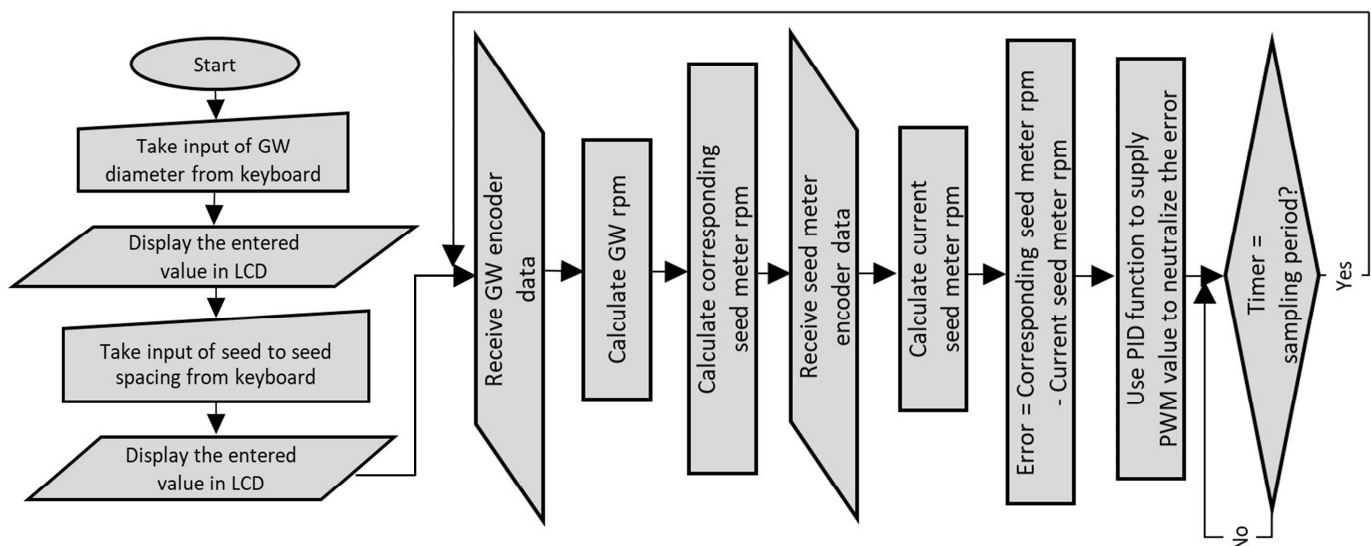 Start
Take input of GW
diameter from keyboard
Display the entered
value in LCD
Take input of seed to seed
spacing from keyboard
Display the entered
value in LCD
Receive GW encoder
data
Calculate GW rpm
Calculate corresponding
seed meter rpm
Receive seed meter
encoder data
Calculate current
seed meter rpm
Error = Corresponding seed meter rpm
- Current seed meter rpm
Use PID function to supply
PWM value to neutralize the error
Timer =
sampling period?
Yes
No